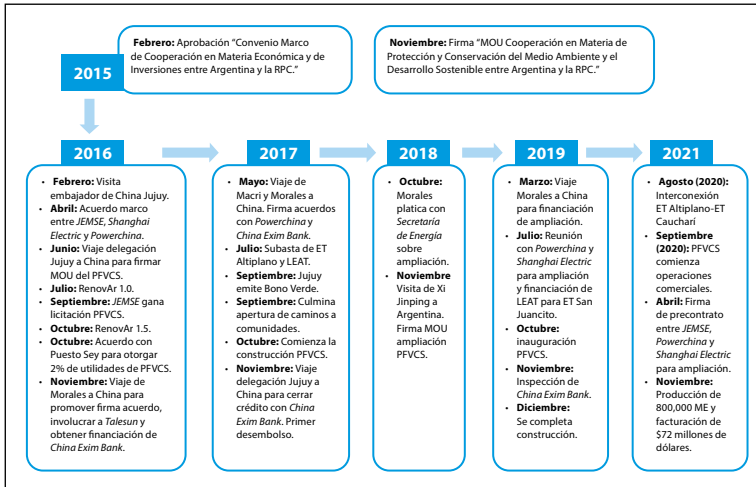 2015
Febrero: Aprobación “Convenio Marco
de Cooperación en Materia Económica y de
Inversiones entre Argentina y la RPC.”
Noviembre: Firma “MOU Cooperación en Materia de
Protección y Conservación del Medio Ambiente y el
Desarrollo Sostenible entre Argentina y la RPC.”
2016
• Febrero: Visita
embajador de China Jujuy.
• Abril: Acuerdo marco
entre JEMSE, Shanghai
Electric y Powerchina.
• Junio: Viaje delegación
Jujuy a China para firmar
MOU del PFVCS.
• Julio: RenovAr 1.0.
• Septiembre: JEMSE gana
licitación PFVCS.
• Octubre: RenovAr 1.5.
• Octubre: Acuerdo con
Puesto Sey para otorgar
2% de utilidades de PFVCS.
• Noviembre: Viaje de
Morales a China para
promover firma acuerdo,
involucrar a Talesun y
obtener financiación de
China Exim Bank.
2017
• Mayo: Viaje de
Macri y Morales a
China. Firma acuerdos
con Powerchina y
China Exim Bank.
• Julio: Subasta de ET
Altiplano y LEAT.
• Septiembre: Jujuy
emite Bono Verde.
• Septiembre: Culmina
apertura de caminos a
comunidades.
• Octubre: Comienza la
construcción PFVCS.
• Noviembre: Viaje
delegación Jujuy a
China para cerrar
crédito con China
Exim Bank. Primer
desembolso.
2018
• Octubre:
Morales
platica con
Secretaría
de Energía
sobre
ampliación.
• Noviembre
Visita de Xi
Jinping a
Argentina.
Firma MOU
ampliación
PFVCS.
2019
• Marzo: Viaje
Morales a China
para financiación
de ampliación.
• Julio: Reunión
con Powerchina y
Shanghai Electric
para ampliación
y financiación de
LEAT para ET San
Juancito.
• Octubre:
inauguración
PFVCS.
• Noviembre:
Inspección de
China Exim Bank.
• Diciembre:
Se completa
construcción.
2021
• Agosto (2020):
Interconexión
ET Altiplano-ET
Cauchari
• Septiembre
(2020): PFVCS
comienza
operaciones
comerciales.
• Abril: Firma
de precontrato
entre JEMSE,
Powerchina y
Shanghai Electric
para ampliación.
• Noviembre:
Producción de
800,000 ME y
facturación de
$72 millones de
dólares.